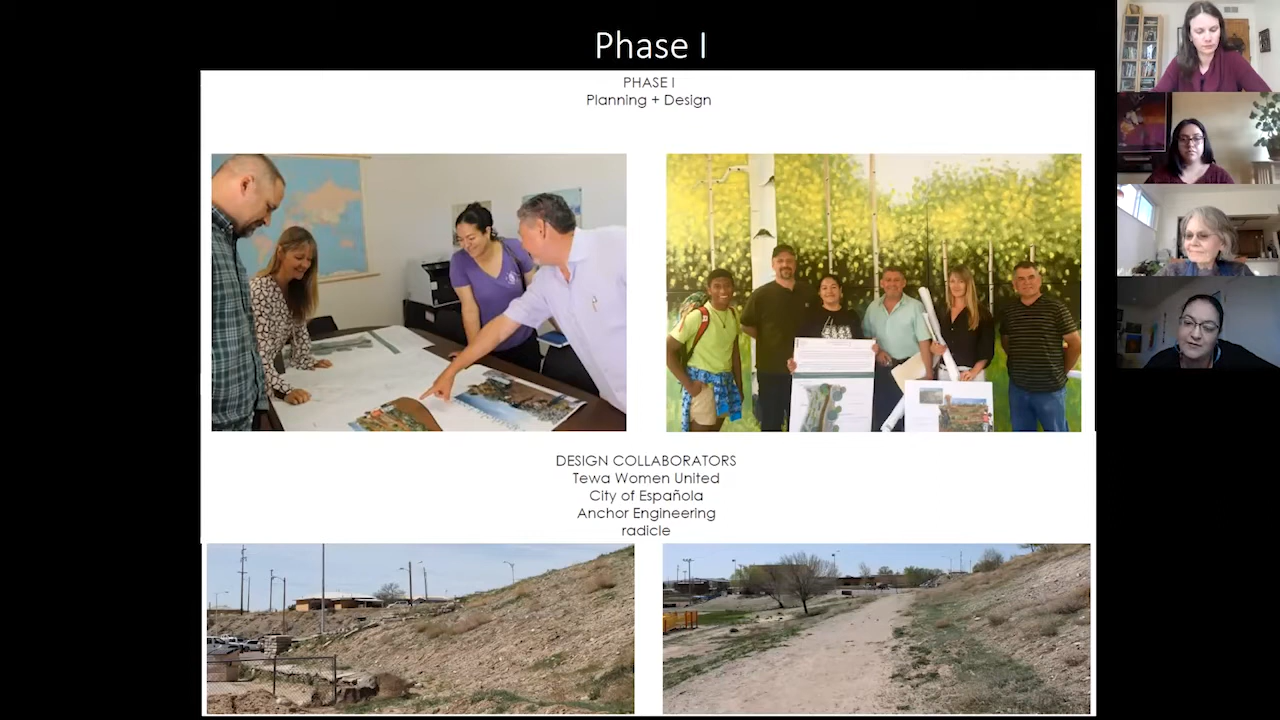 Phase I
PHASE I
Planning + Design
DESIGN COLLABORATORS
Tewa Women United
City of Española
Anchor Engineering
radicle